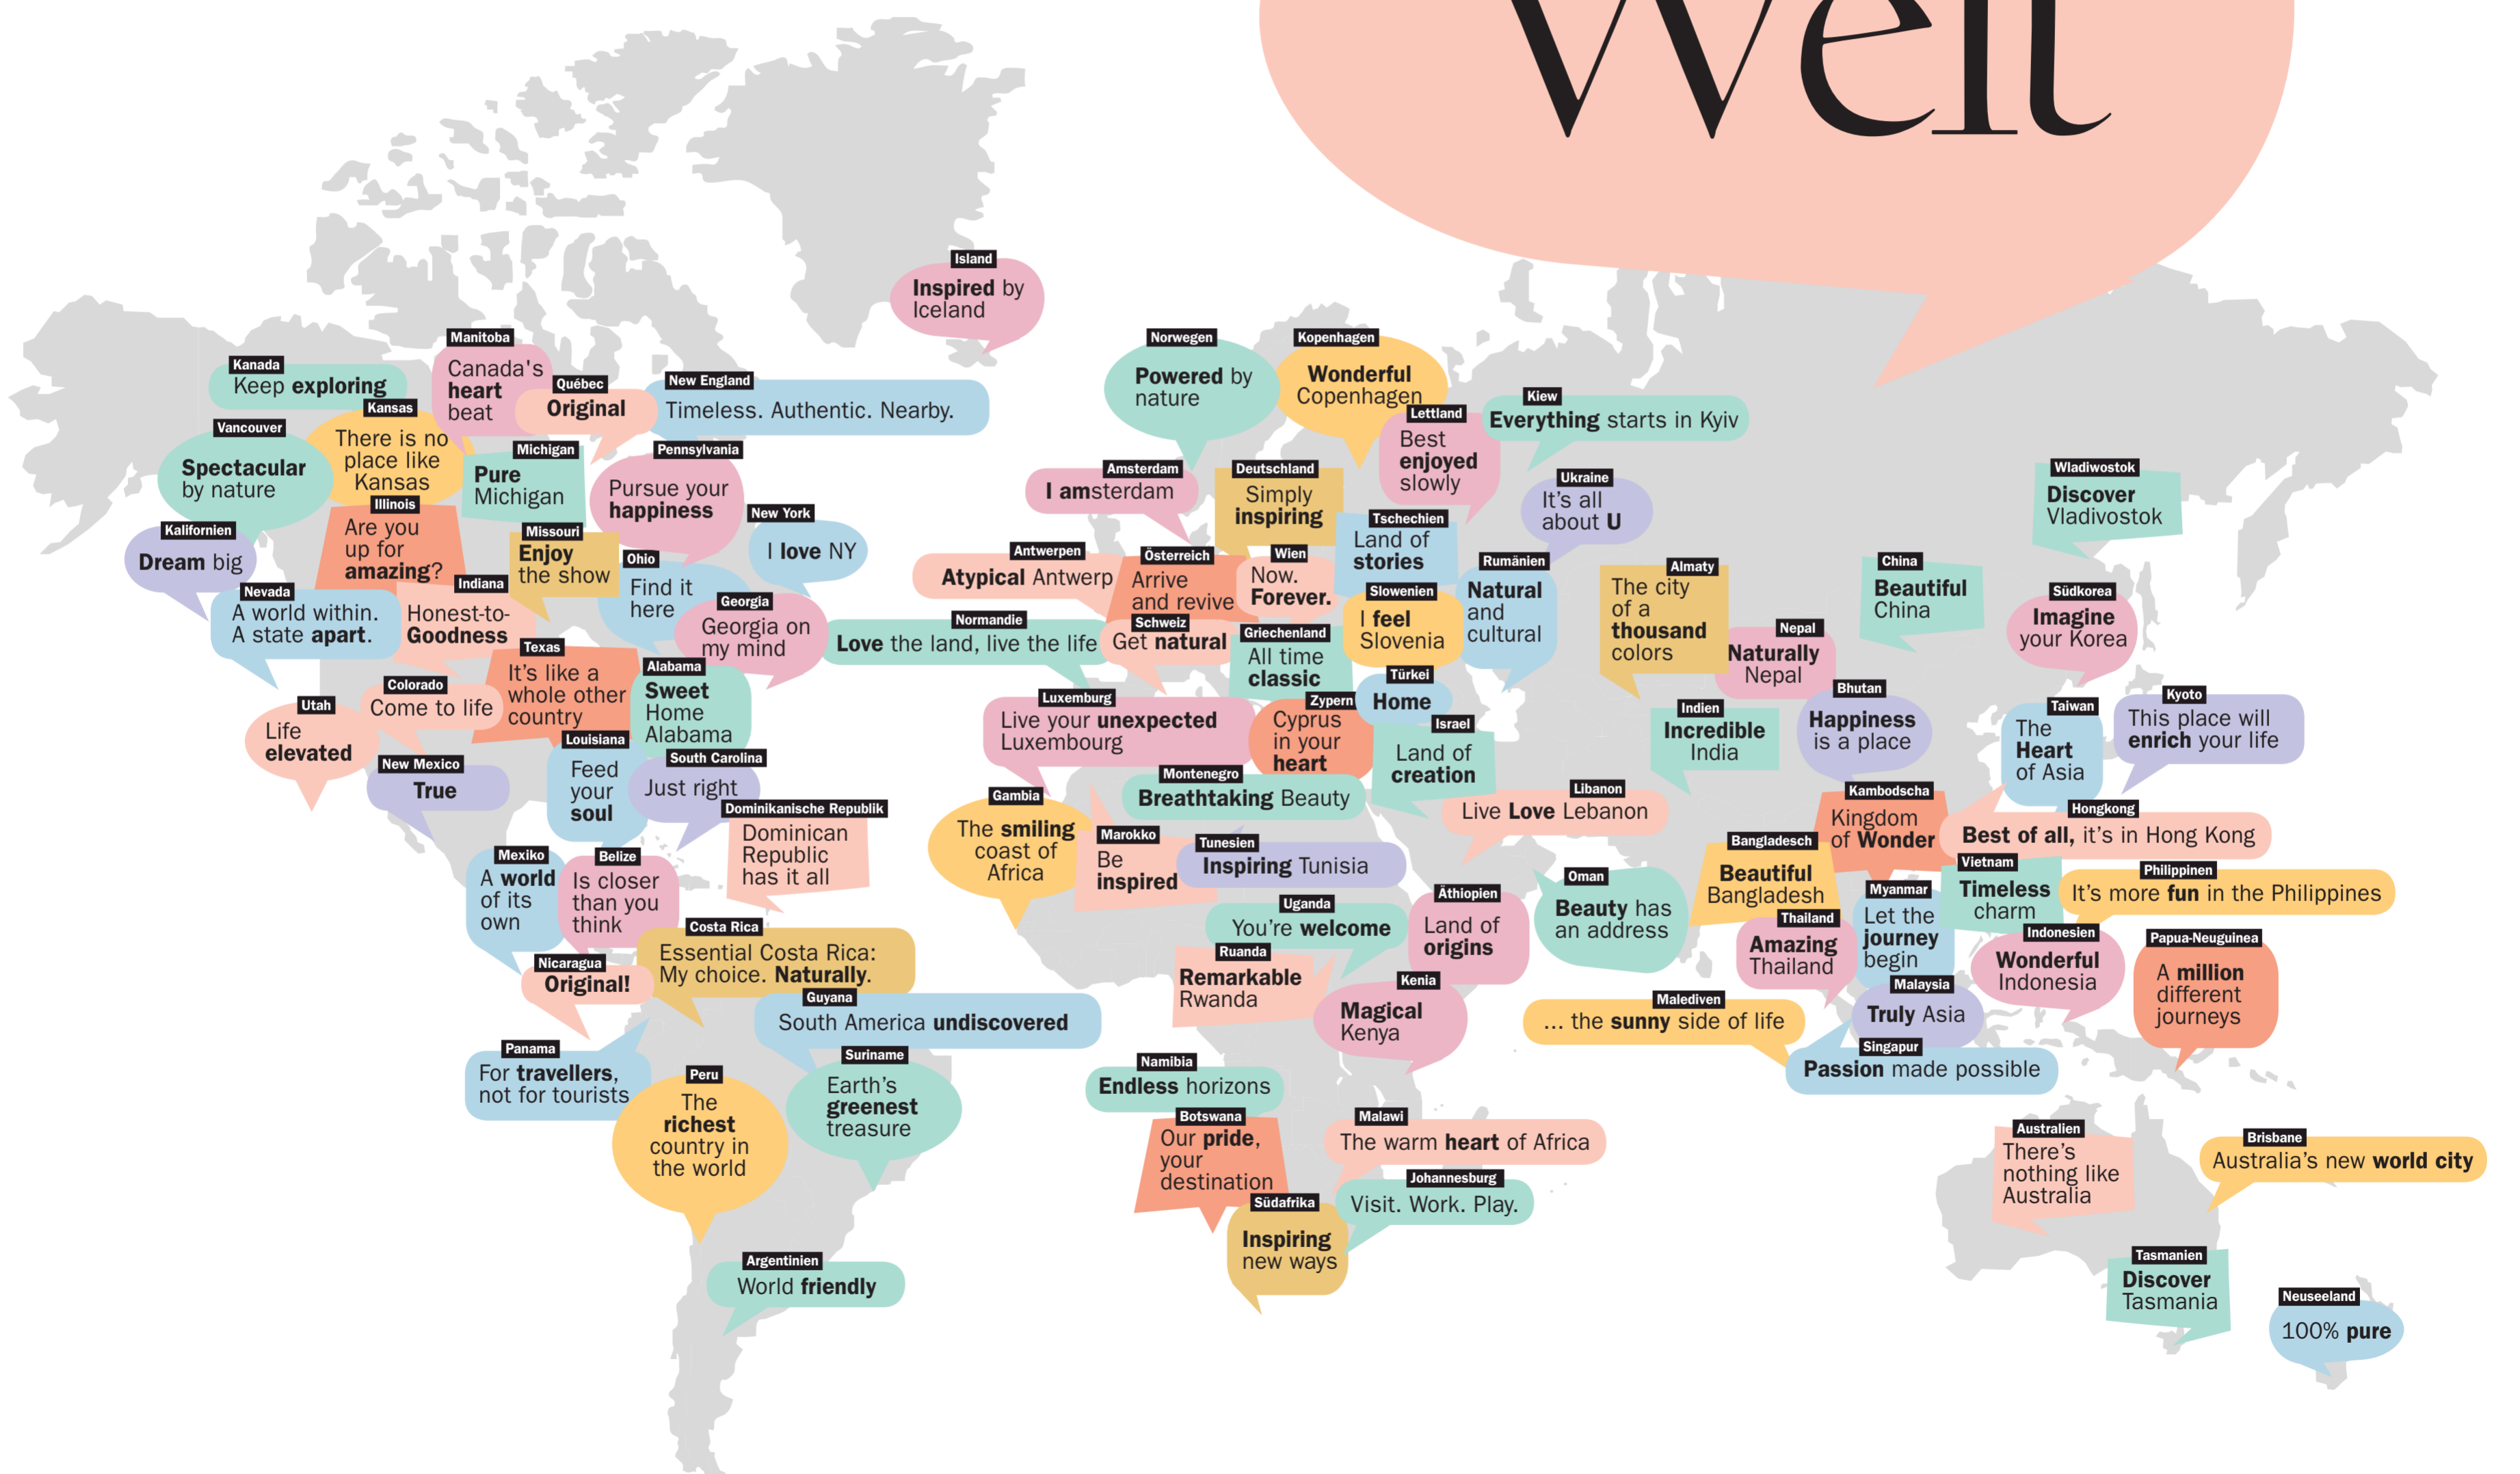 Welt
Island
Inspired by
Iceland
Manitoba
Canada's
heart
beat
Kanada
Keep exploring
Québec
Original
New England
Timeless. Authentic. Nearby.
Kansas
There is no
place like
Kansas
Vancouver
Spectacular
by nature
Michigan
Pure
Michigan
Pennsylvania
Pursue your
happiness
Illinois
Are you
up for
amazing?
New York
I love NY
Kalifornien
Dream big
Missouri
Enjoy
the show
Ohio
Find it
here
Indiana
Honest-to-
Goodness
Nevada
A world within.
A state apart.
Georgia
Georgia on
my mind
Texas
It's like a
whole other
country
Alabama
Sweet
Home
Alabama
Colorado
Come to life
Utah
Life
elevated
Louisiana
Feed
your
soul
South Carolina
Just right
New Mexico
True
Dominikanische Republik
Dominican
Republic
has it all
Mexiko
A world
of its
own
Belize
Is closer
than you
think
Costa Rica
Essential Costa Rica:
My choice. Naturally.
Nicaragua
Original!
Guyana
South America undiscovered
Panama
For travellers,
not for tourists
Suriname
Earth's
greenest
treasure
Peru
The
richest
country in
the world
Argentinien
World friendly
Norwegen
Powered by
nature
Kopenhagen
Wonderful
Copenhagen
Kiew
Everything starts in Kyiv
Lettland
Best
enjoyed
slowly
Amsterdam
I amsterdam
Deutschland
Simply
inspiring
Ukraine
It's all
about U
Tschechien
Land of
stories
Antwerpen
Atypical Antwerp
Österreich
Arrive
and revive
Wien
Now.
Forever.
Rumänien
Natural
and
cultural
Slowenien
I feel
Slovenia
Normandie
Love the land, live the life
Schweiz
Get natural
Griechenland
All time
classic
Türkei
Home
Luxemburg
Live your unexpected
Luxembourg
Zypern
Cyprus
in your
heart
Israel
Land of
creation
Montenegro
Breathtaking Beauty
Libanon
Live Love Lebanon
Gambia
The smiling
coast of
Africa
Marokko
Be
inspired
Tunesien
Inspiring Tunisia
Uganda
You're welcome
Äthiopien
Land of
origins
Oman
Beauty has
an address
Ruanda
Remarkable
Rwanda
Kenia
Magical
Kenya
Namibia
Endless horizons
Botswana
Our pride,
your
destination
Malawi
The warm heart of Africa
Johannesburg
Visit. Work. Play.
Südafrika
Inspiring
new ways
Wladiwostok
Discover
Vladivostok
Almaty
The city
of a
thousand
colors
China
Beautiful
China
Südkorea
Imagine
your Korea
Nepal
Naturally
Nepal
Bhutan
Happiness
is a place
Indien
Incredible
India
Taiwan
The
Heart
of Asia
Kyoto
This place will
enrich your life
Kambodscha
Kingdom
of Wonder
Hongkong
Best of all, it's in Hong Kong
Bangladesch
Beautiful
Bangladesh
Vietnam
Timeless
charm
Philippinen
It's more fun in the Philippines
Myanmar
Let the
journey
begin
Thailand
Amazing
Thailand
Indonesien
Wonderful
Indonesia
Papua-Neuguinea
A million
different
journeys
Malaysia
Truly Asia
Malediven
... the sunny side of life
Singapur
Passion made possible
Australien
There's
nothing like
Australia
Brisbane
Australia's new world city
Tasmanien
Discover
Tasmania
Neuseeland
100% pure